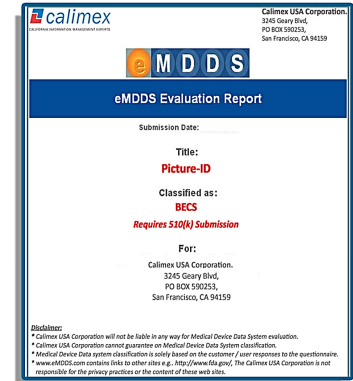 calimex
CALIFORNIA INFORMATION MANAGEMENT EXPERTS
Calimex USA Corporation.
3245 Geary Blvd,
PO BOX 590253,
San Francisco, CA 94159
eMDDS
eMDDS Evaluation Report
Submission Date:
Title:
Picture-ID
Classified as:
BECS
Requires 510(k) Submission
For:
Calimex USA Corporation.
3245 Geary Blvd,
PO BOX 590253,
San Francisco, CA 94159
Disclaimer:
* Calimex USA Corporation will not be liable in any way for Medical Device Data System evaluation.
* Calimex USA Corporation cannot guarantee on Medical Device Data System classification.
* Medical Device Data system classification is solely based on the customer / user responses to the questionnaire.
* www.eMDDS.com contains links to other sites e.g., http://www.fda.gov/, The Calimex USA Corporation is not
responsible for the privacy practices or the content of these web sites.